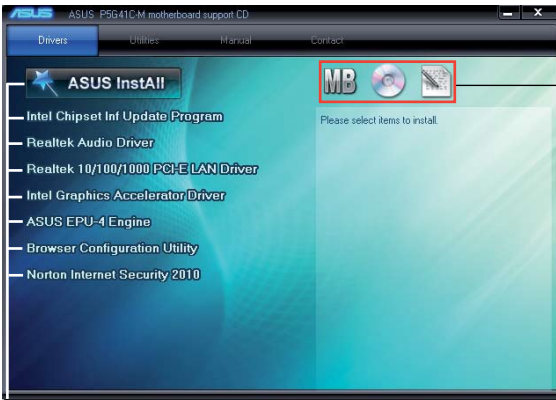 ASUS ASUS P5G41C-M motherboard support CD
Drivers Utilities Manual Contact
ASUS InstAll
MB
Intel Chipset Inf Update Program
Please select items to install.
Realtek Audio Driver
Realtek 10/100/1000 PCI-E LAN Driver
Intel Graphics Accelerator Driver
ASUS EPU-4 Engine
Browser Configuration Utility
Norton Internet Security 2010